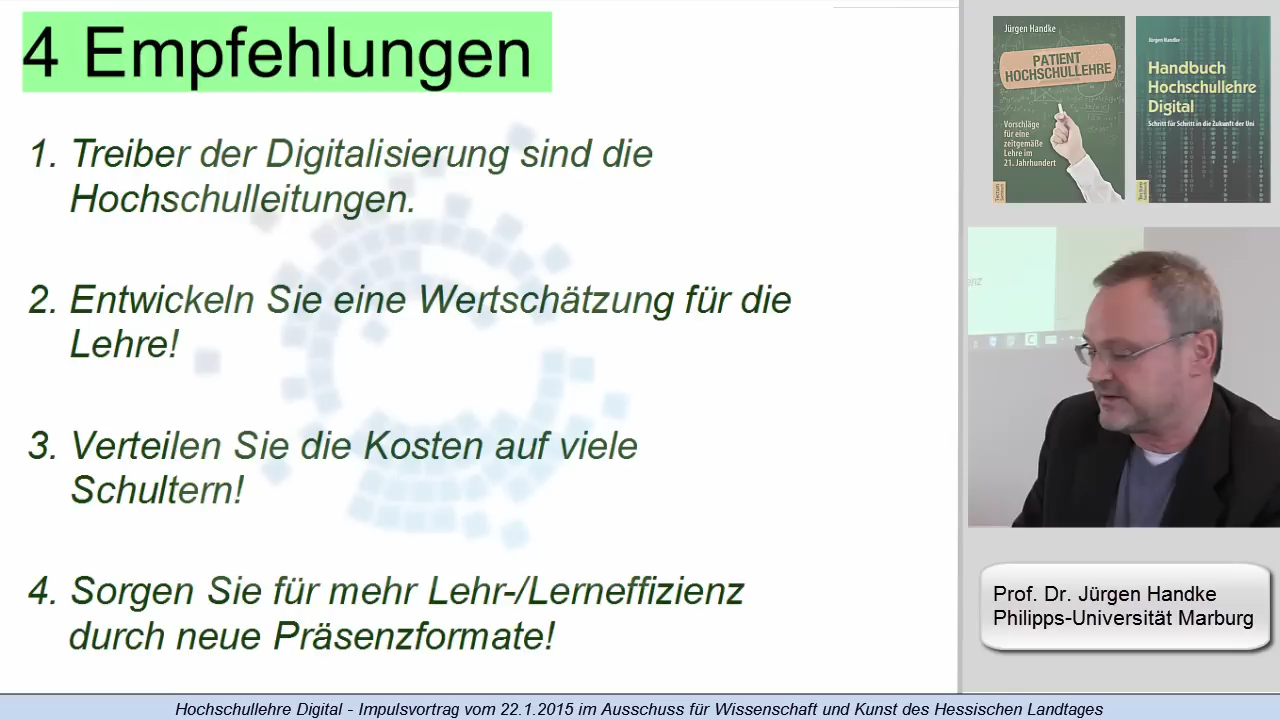 4 Empfehlungen
1. Treiber der Digitalisierung sind die
Hochschulleitungen.
2. Entwickeln Sie eine Wertschätzung für die
Lehre!
3. Verteilen Sie die Kosten auf viele
Schultern!
4. Sorgen Sie für mehr Lehr-/Lerneffizienz
durch neue Präsenzformate!
Jürgen Handke
PATIENT
HOCHSCHULLEHRE
Vorschläge
für eine
zeitgemäße
Lehre im
21. Jahrhundert
Jürgen Handke
Handbuch
Hochschullehre
Digital
Schritt für Schritt in die Zukunft der Uni
Prof. Dr. Jürgen Handke
Philipps-Universität Marburg
Hochschullehre Digital - Impulsvortrag vom 22.1.2015 im Ausschuss für Wissenschaft und Kunst des Hessischen Landtages